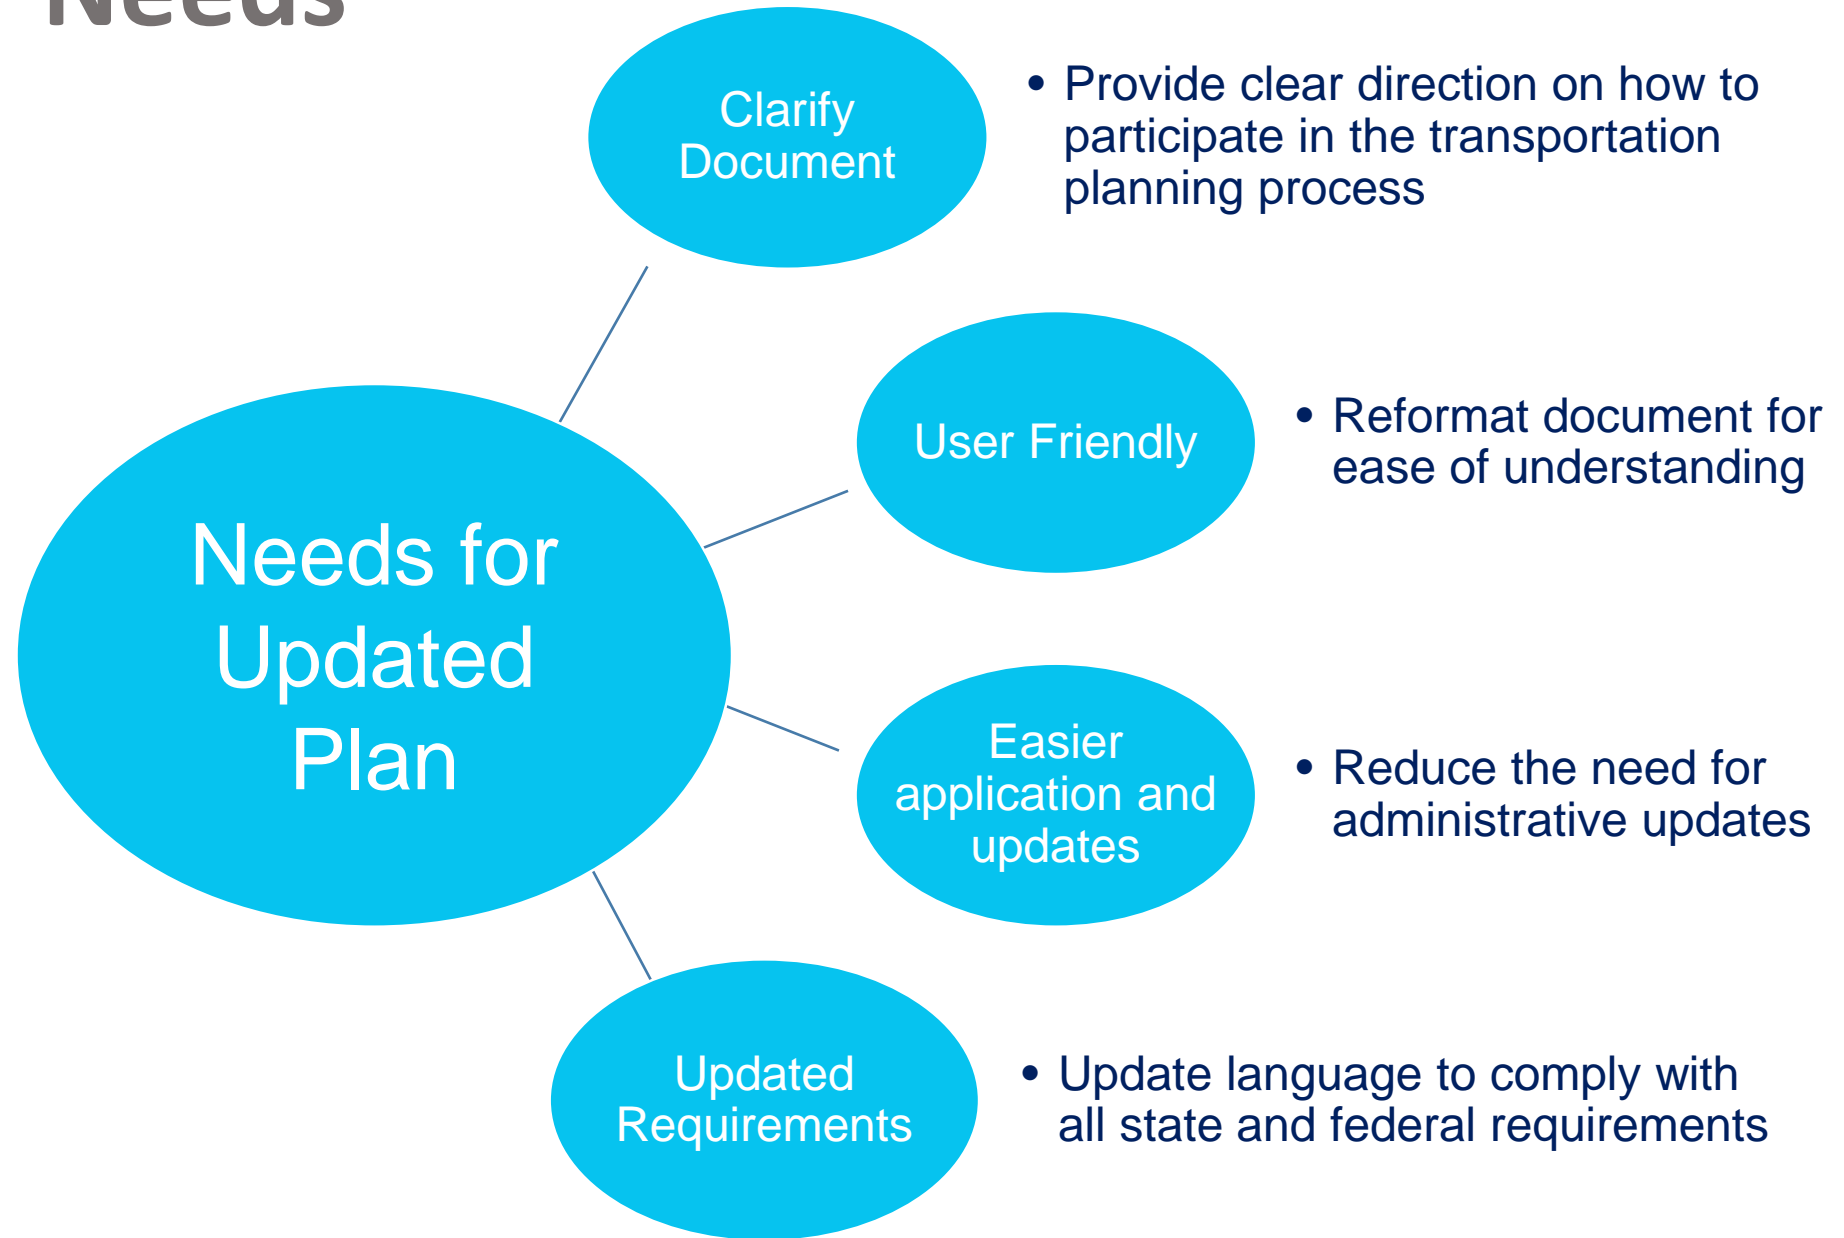 Needs
Clarify
Document
• Provide clear direction on how to
participate in the transportation
planning process
User Friendly
• Reformat document for
ease of understanding
Needs for
Updated
Plan
Easier
application and
updates
• Reduce the need for
administrative updates
Updated
Requirements
• Update language to comply with
all state and federal requirements